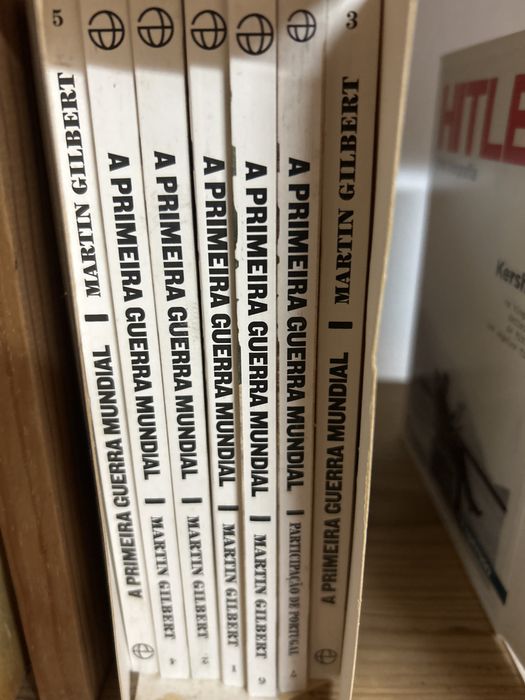 A PRIMEIRA GUERRA MUNDIAL | MARTIN GILBERT 5
A PRIMEIRA GUERRA MUNDIAL | MARTIN GILBERT
A PRIMEIRA GUERRA MUNDIAL | MARTIN GILBERT 2
A PRIMEIRA GUERRA MUNDIAL | MARTIN GILBERT 1
A PRIMEIRA GUERRA MUNDIAL | MARTIN GILBERT
A PRIMEIRA GUERRA MUNDIAL | PARTICIPAÇÃO DE PORTUGAL
A PRIMEIRA GUERRA MUNDIAL | MARTIN GILBERT 3
HITLE
Kersh